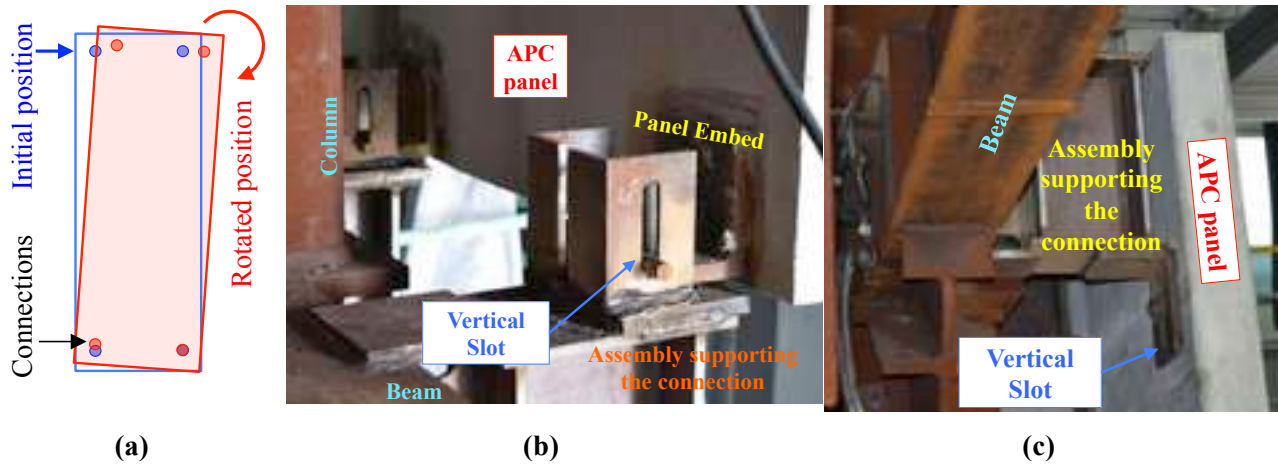 Initial position
Connections
Rotated position
(a)
APC
panel
Column
Panel Embed
Vertical
Slot
Assembly supporting
the connection
Beam
(b)
Beam
Assembly
supporting
the
connection
APC panel
Vertical
Slot
(c)